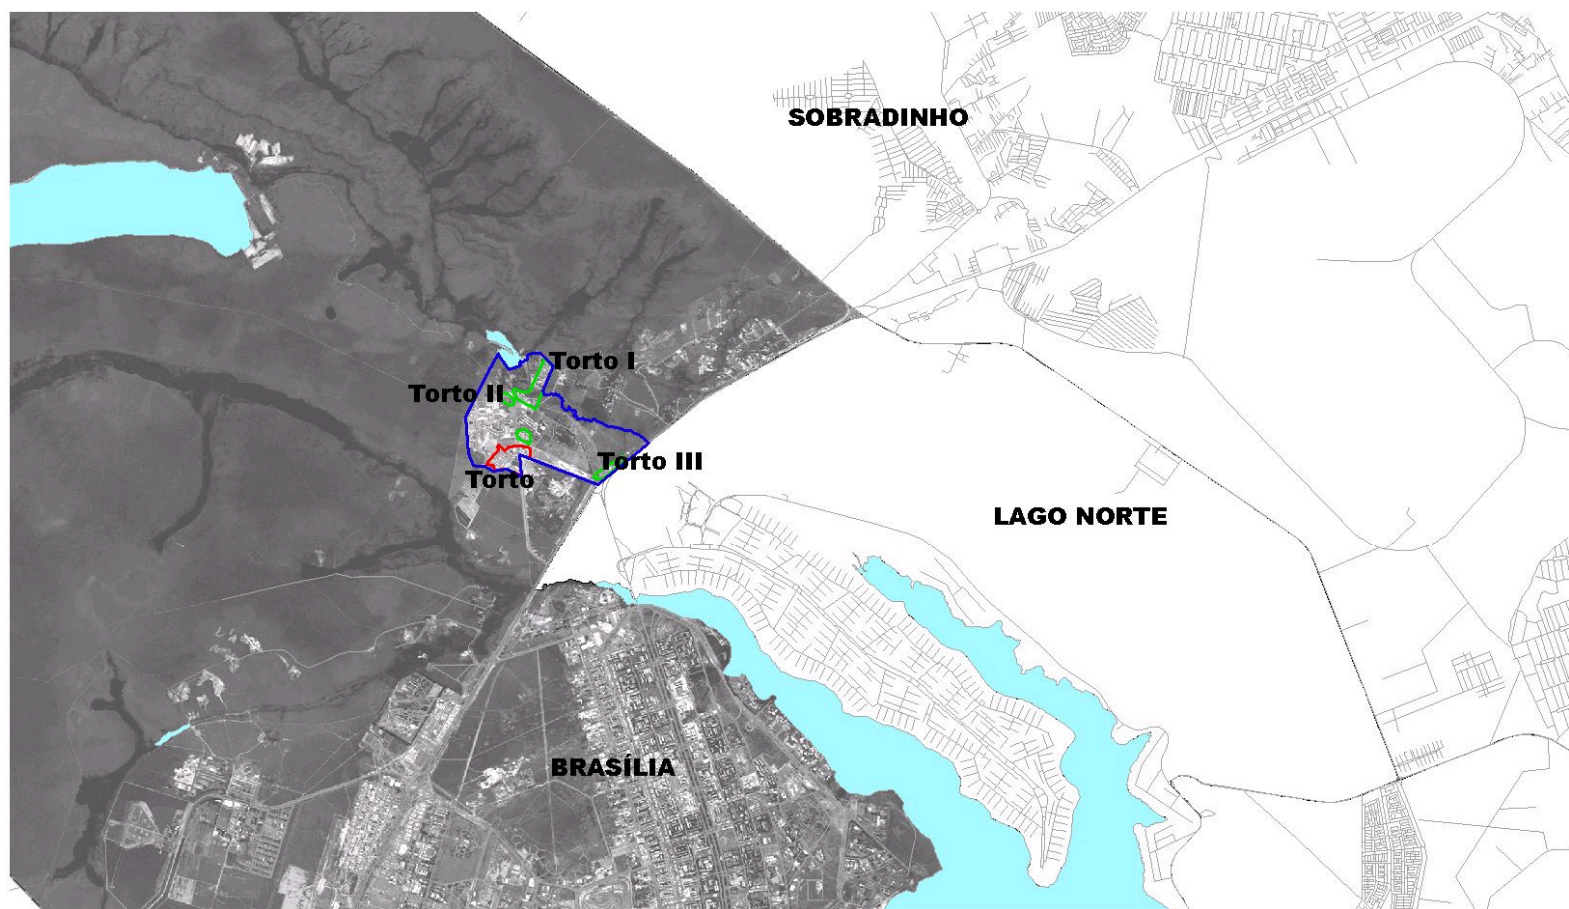 SOBRADINHO
Torto I
Torto II
Torto III
Torto
LAGO NORTE
BRASÍLIA